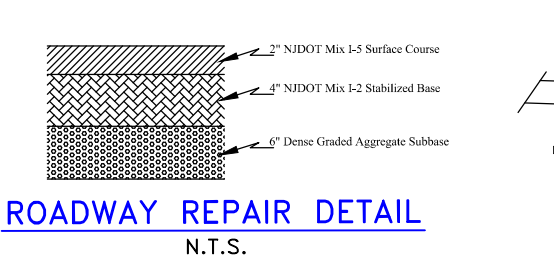 2" NJDOT Mix I-5 Surface Course
4" NJDOT Mix I-2 Stabilized Base
6" Dense Graded Aggregate Subbase
ROADWAY REPAIR DETAIL
N.T.S.